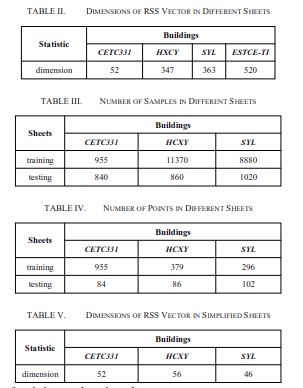 TABLE II. DIMENSIONS OF RSS VECTOR IN DIFFERENT SHEETS
Statistic Buildings
CETC331 HXCY SYL ESTCE-TI
dimension 52 347 363 520
TABLE III. NUMBER OF SAMPLES IN DIFFERENT SHEETS
Sheets Buildings
CETC331 HCXY SYL
training 955 11370 8880
testing 840 860 1020
TABLE IV. NUMBER OF POINTS IN DIFFERENT SHEETS
Sheets Buildings
CETC331 HCXY SYL
training 955 379 296
testing 84 86 102
TABLE V. DIMENSIONS OF RSS VECTOR IN SIMPLIFIED SHEETS
Statistic Buildings
CETC331 HCXY SYL
dimension 52 56 46